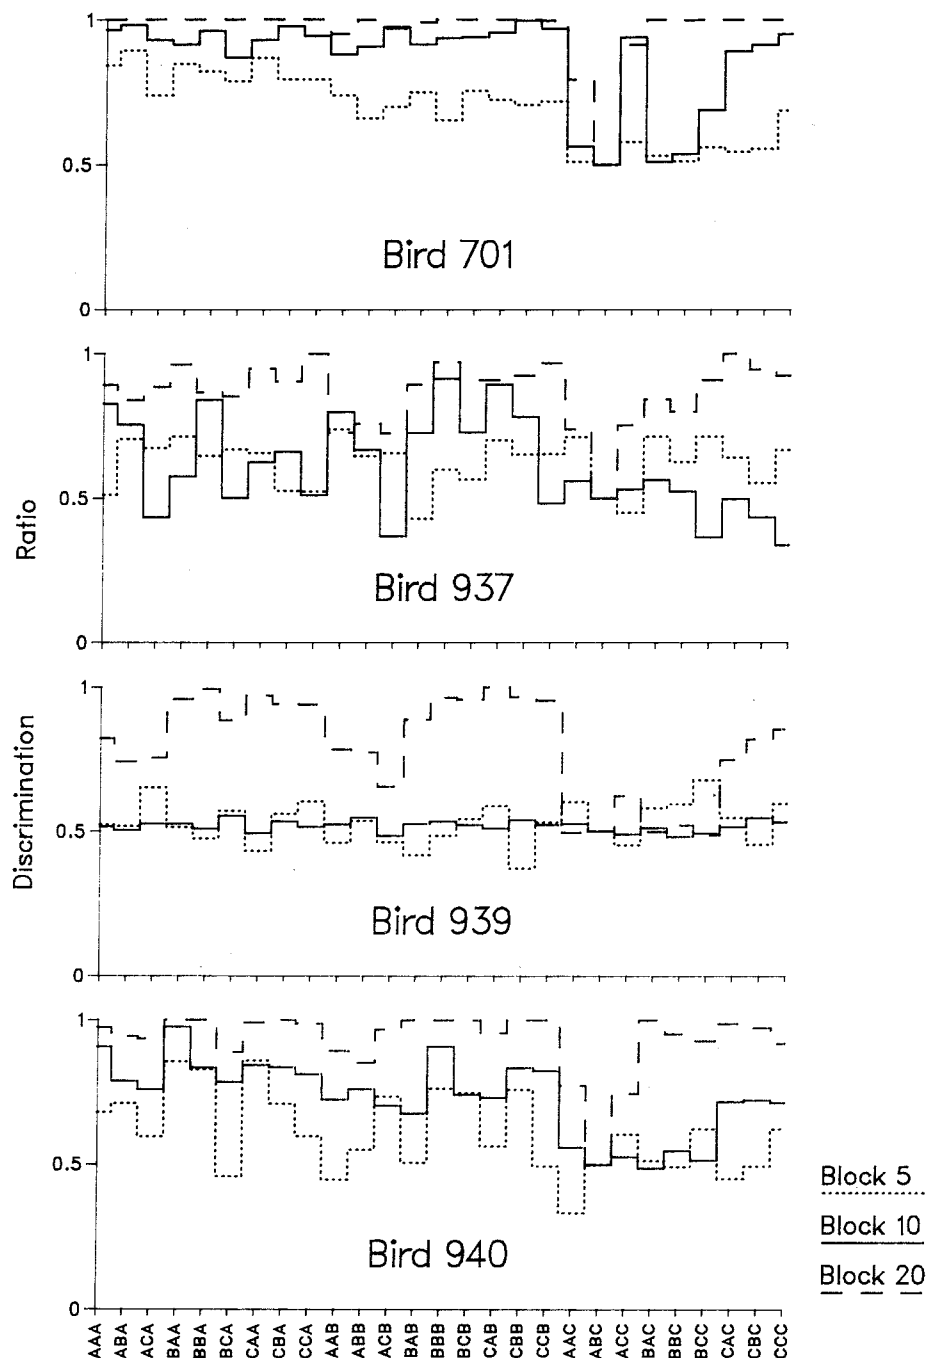 1
0.5
0
Bird 701
1
0.5
0
Bird 937
Ratio
1
0.5
0
Bird 939
Discrimination
1
0.5
0
Bird 940
AAA
ABA
ACA
BAA
BBA
BCA
CAA
CBA
CCA
AAB
ABB
ACB
BAB
BBB
BCB
CAB
CBB
CCB
AAC
ABC
ACC
BAC
BBC
BCC
CAC
CBC
CCC
Block 5
Block 10
Block 20